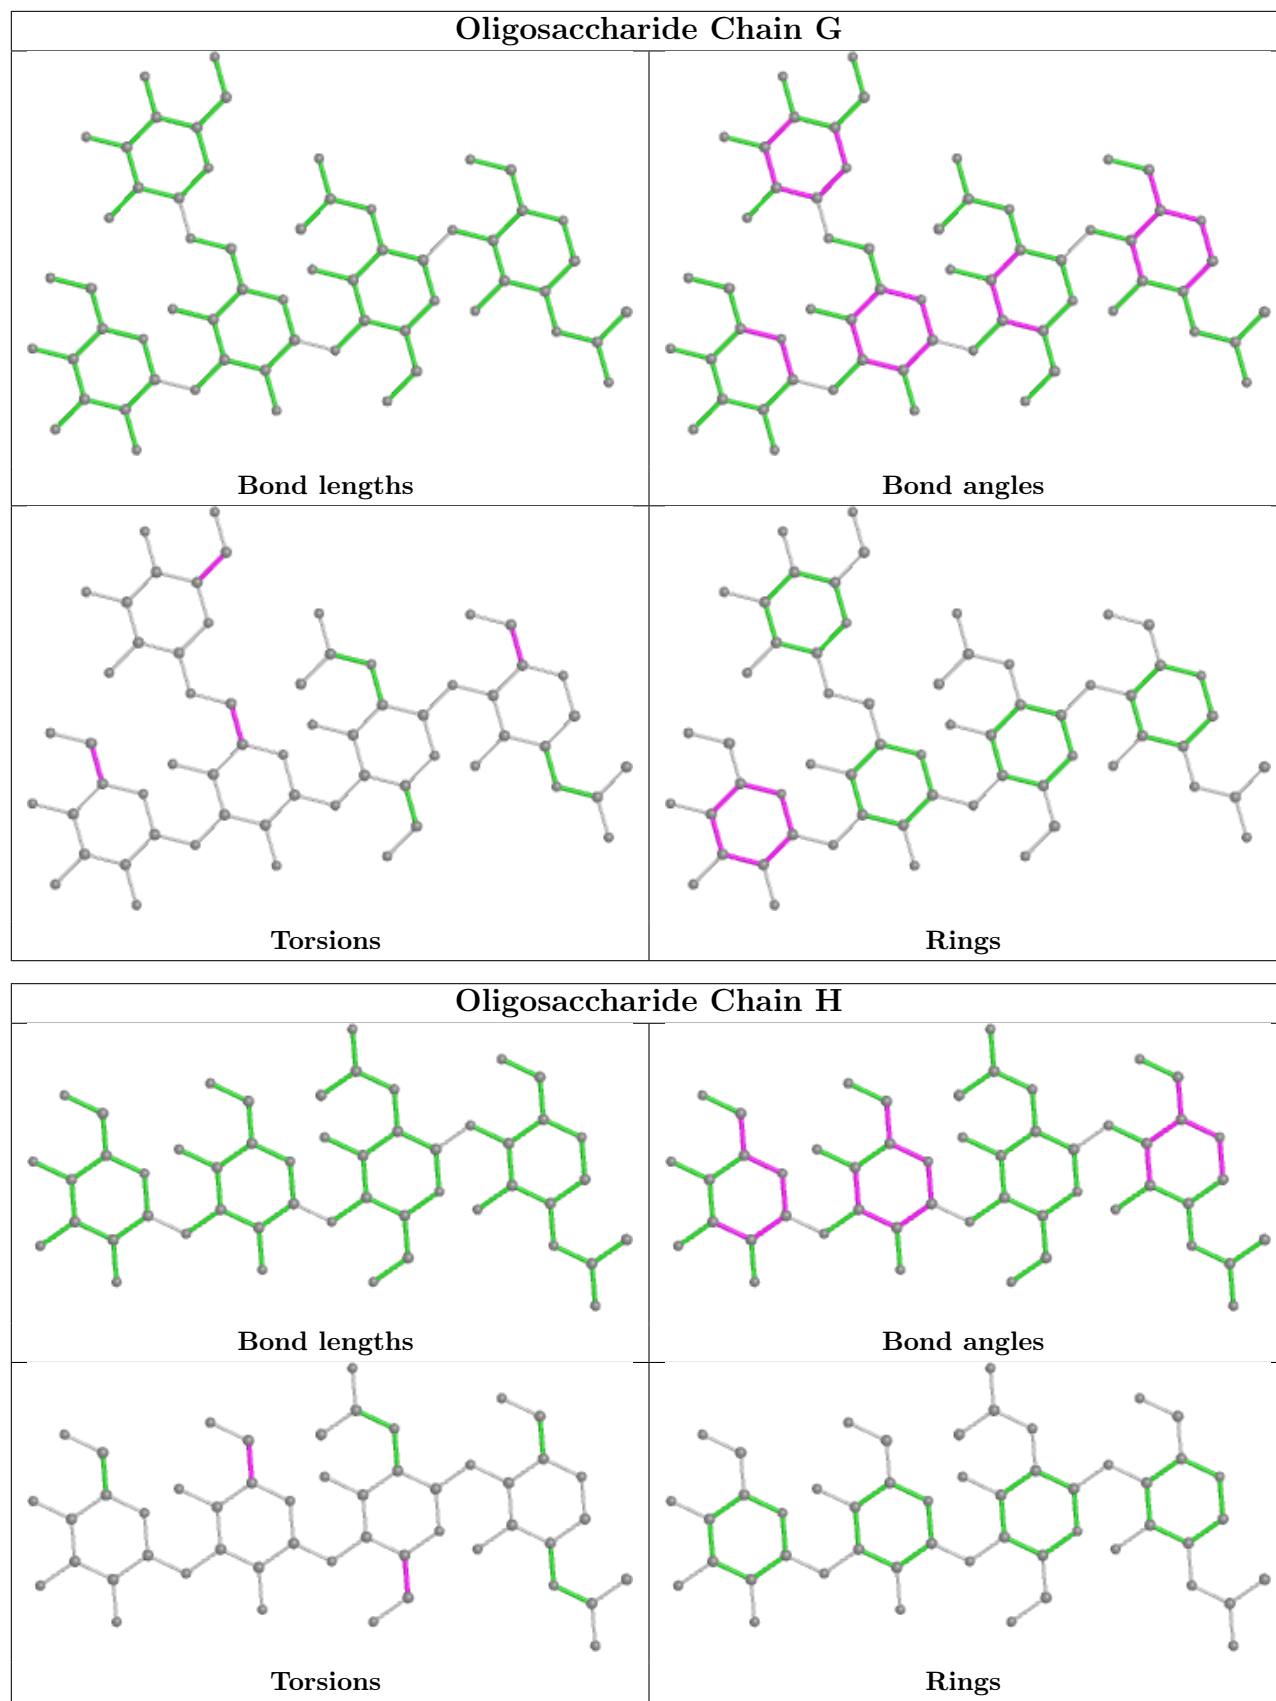 Oligosaccharide Chain G
Bond lengths
Bond angles
Torsions
Rings
Oligosaccharide Chain H
Bond lengths
Bond angles
Torsions
Rings